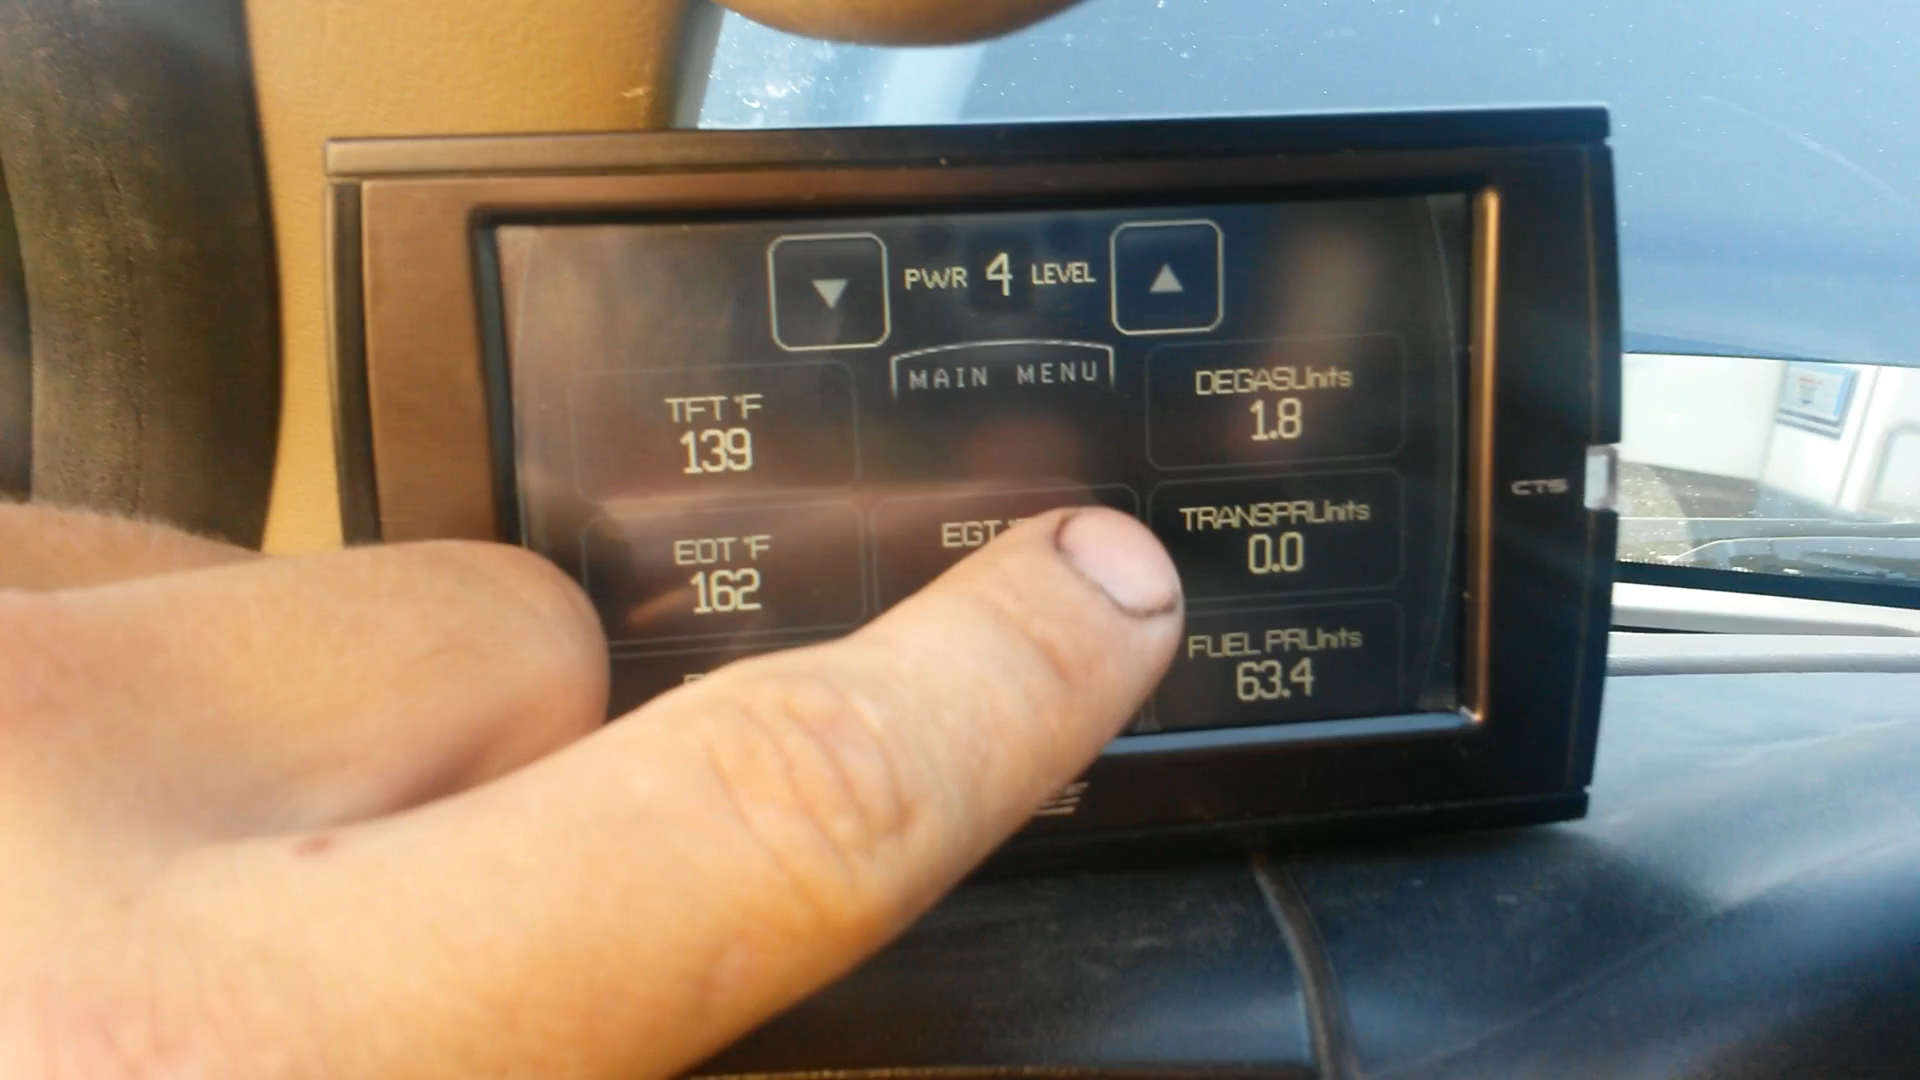 PWR 4 LEVEL
MAIN MENU
TFT °F
139
DEGASUnits
1.8
EOT °F
162
EGT
TRANSPRUnits
0.0
FUEL PRUnits
63.4
CTS